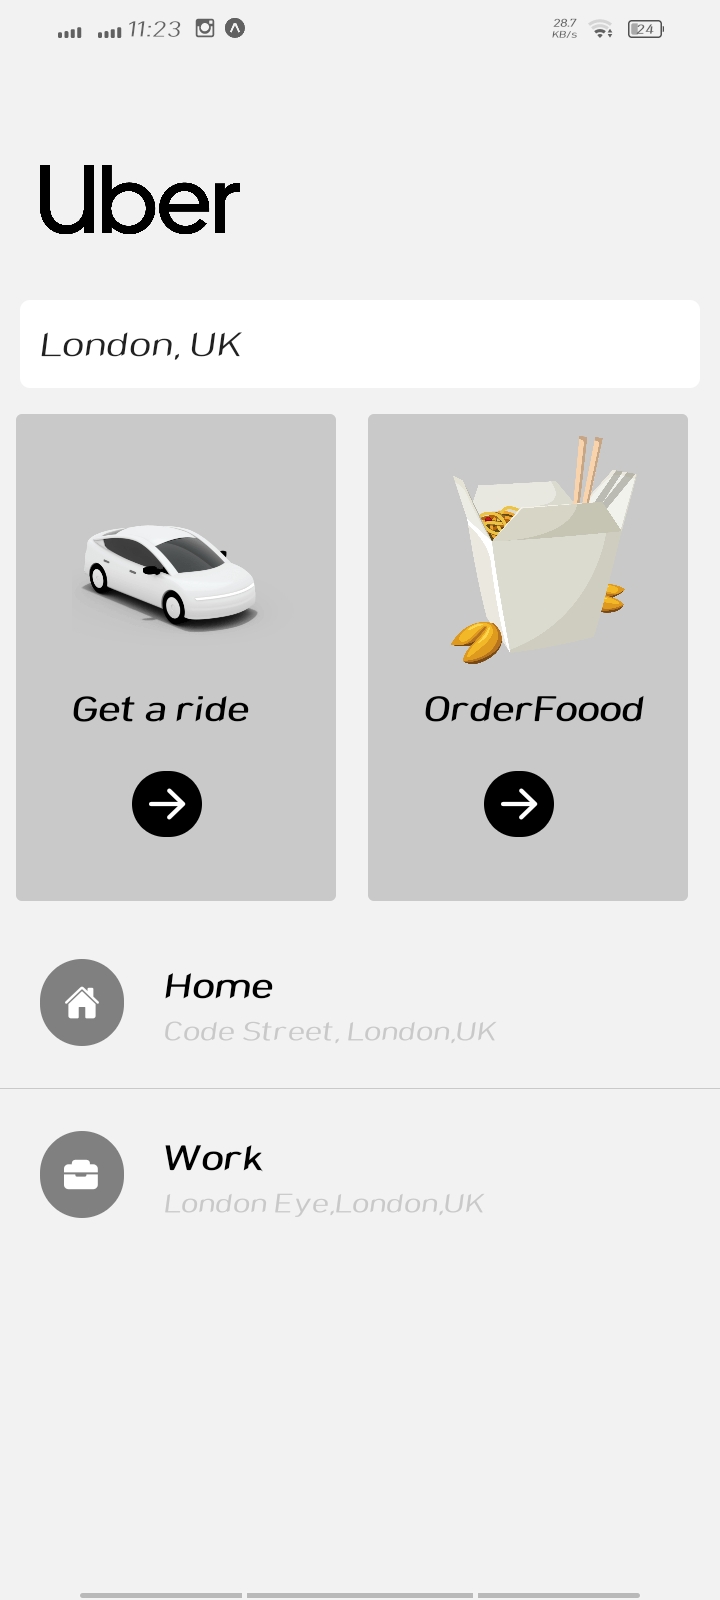 11:23
28.7
KB/s
24
Uber
London, UK
Get a ride
OrderFoood
Home
Code Street, London,UK
Work
London Eye,London,UK